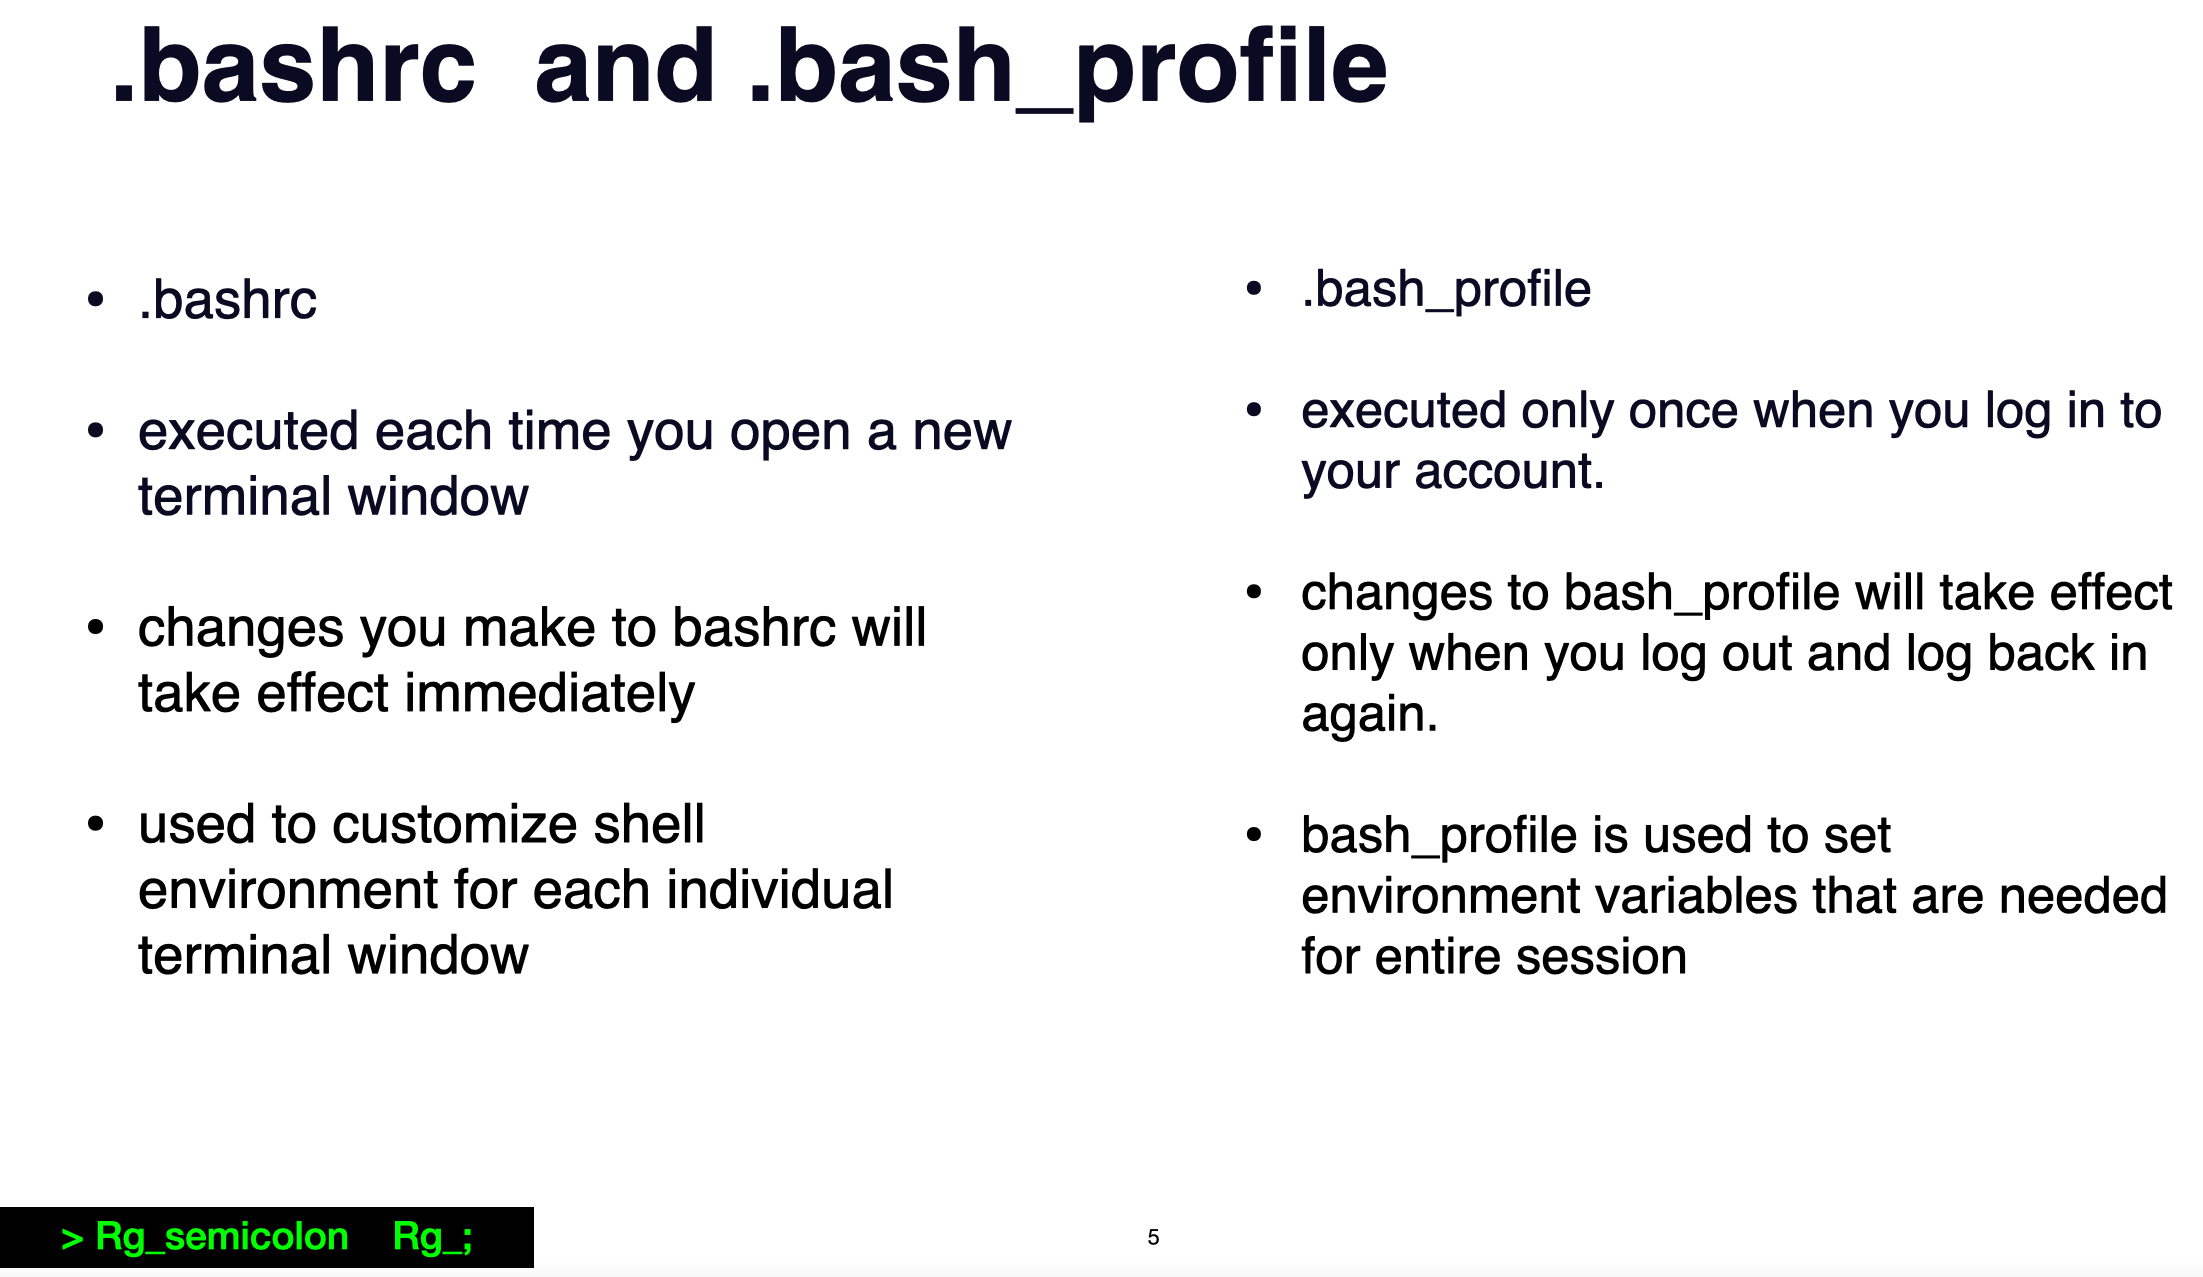 .bashrc  and .bash_profile
• .bashrc
• executed each time you open a new
terminal window
• changes you make to bashrc will
take effect immediately
• used to customize shell
environment for each individual
terminal window
• .bash_profile
• executed only once when you log in to
your account.
• changes to bash_profile will take effect
only when you log out and log back in
again.
• bash_profile is used to set
environment variables that are needed
for entire session
> Rg_semicolon    Rg_;
5